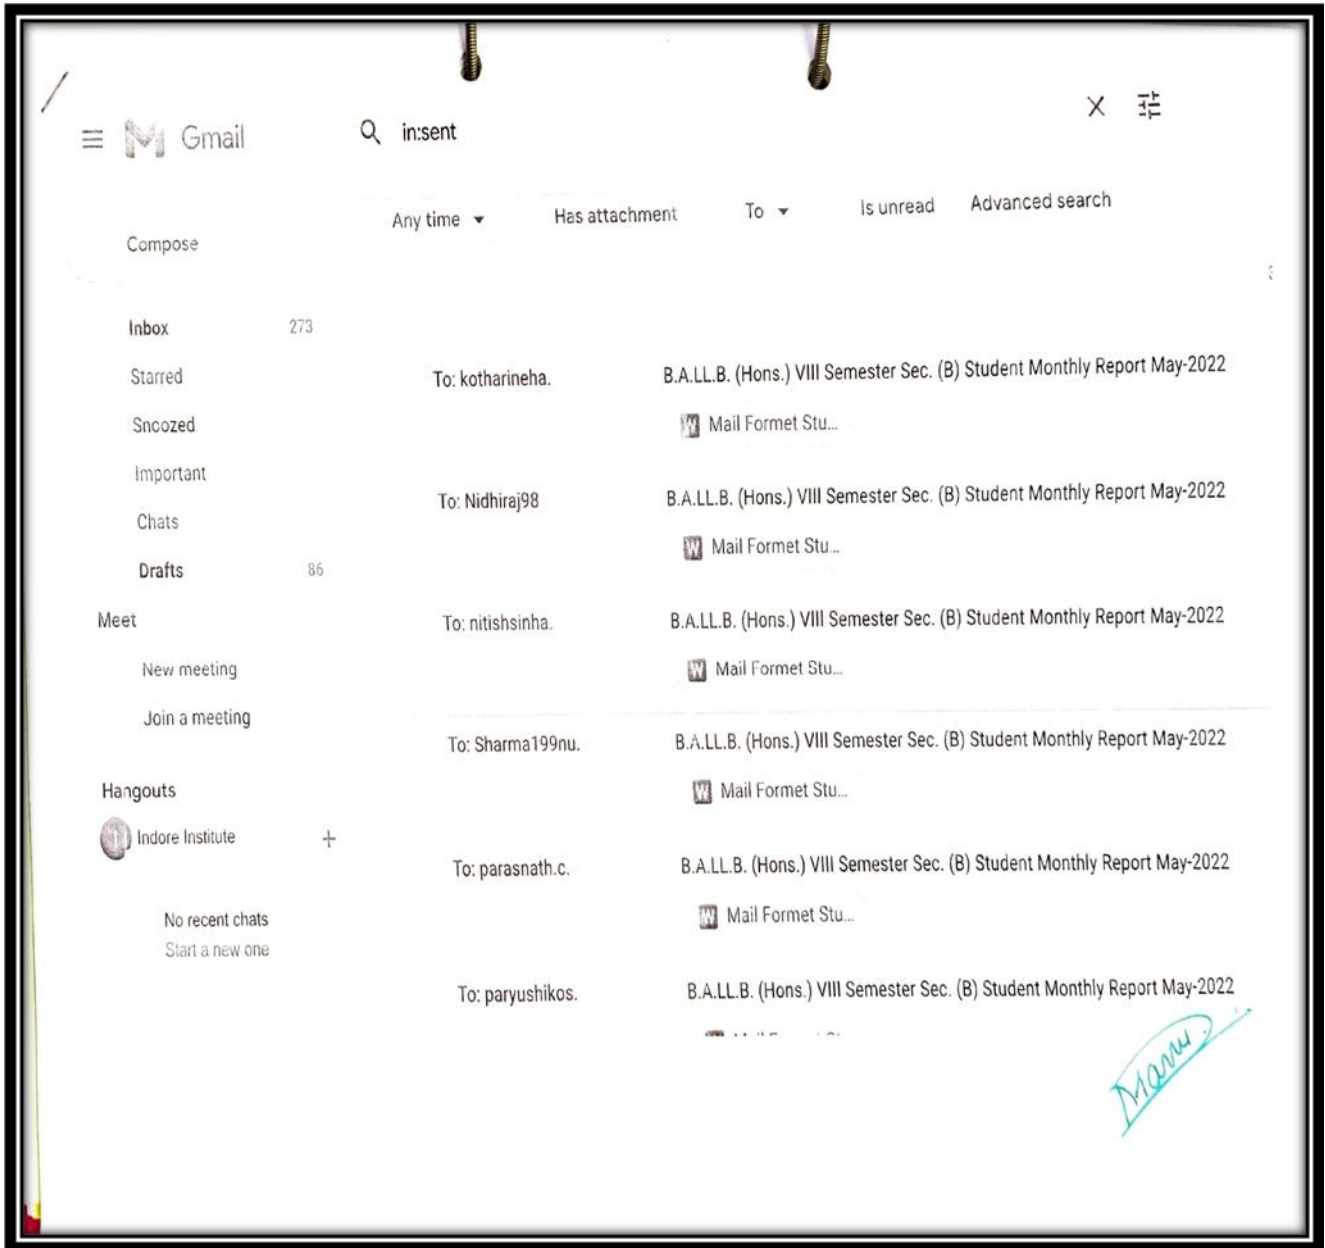 Gmail
in:sent
Any time
Has attachment
To
Is unread
Advanced search
Compose
Inbox 273
Starred
Snoozed
Important
Chats
Drafts 86
Meet
New meeting
Join a meeting
Hangouts
Indore Institute
No recent chats
Start a new one
To: kotharineha. B.A.LL.B. (Hons.) VIII Semester Sec. (B) Student Monthly Report May-2022
W Mail Formet Stu...
To: Nidhiraj98 B.A.LL.B. (Hons.) VIII Semester Sec. (B) Student Monthly Report May-2022
W Mail Formet Stu...
To: nitishsinha. B.A.LL.B. (Hons.) VIII Semester Sec. (B) Student Monthly Report May-2022
W Mail Formet Stu...
To: Sharma199nu. B.A.LL.B. (Hons.) VIII Semester Sec. (B) Student Monthly Report May-2022
W Mail Formet Stu...
To: parasnath.c. B.A.LL.B. (Hons.) VIII Semester Sec. (B) Student Monthly Report May-2022
W Mail Formet Stu...
To: paryushikos. B.A.LL.B. (Hons.) VIII Semester Sec. (B) Student Monthly Report May-2022